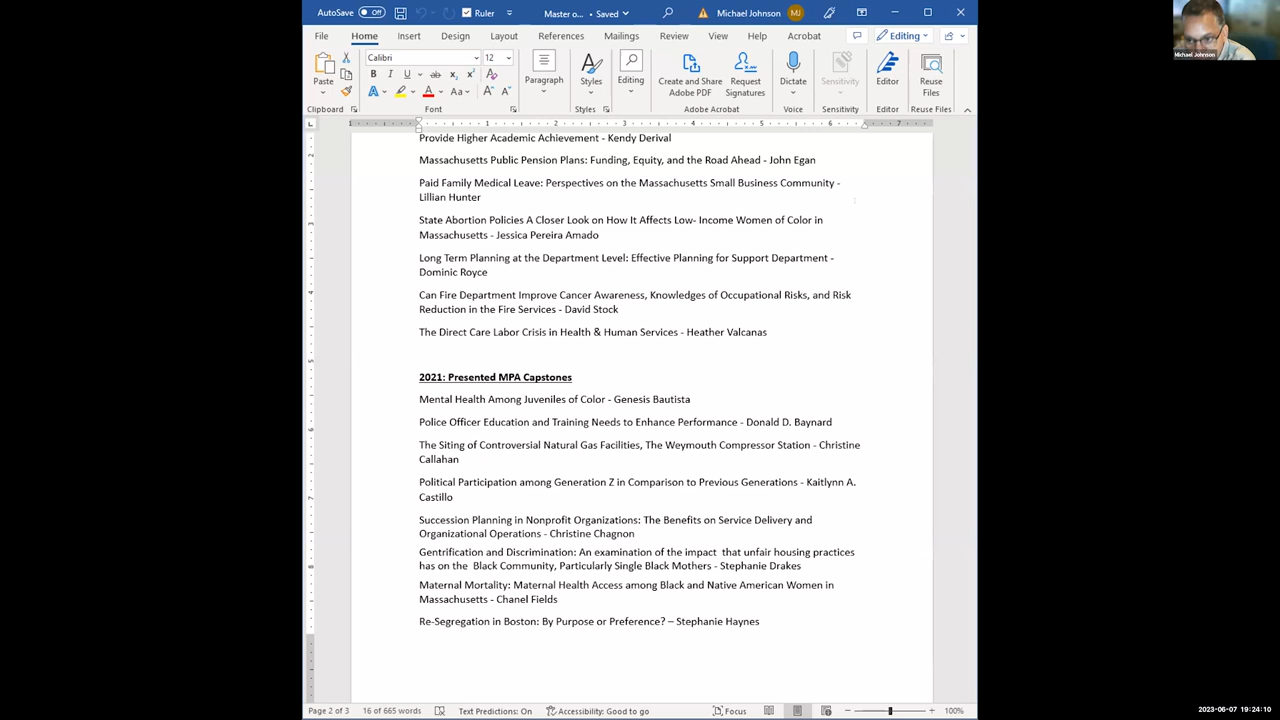 AutoSave Off Ruler Master o... • Saved Michael Johnson MJ
File Home Insert Design Layout References Mailings Review View Help Acrobat Editing
Calibri 12
Paste Paragraph Styles Editing Create and Share Adobe PDF Request Signatures Dictate Sensitivity Editor Reuse Files
Clipboard Font Styles Adobe Acrobat Voice Sensitivity Editor Reuse Files
Michael Johnson
Provide Higher Academic Achievement - Kendy Derival
Massachusetts Public Pension Plans: Funding, Equity, and the Road Ahead - John Egan
Paid Family Medical Leave: Perspectives on the Massachusetts Small Business Community -
Lillian Hunter
State Abortion Policies A Closer Look on How It Affects Low- Income Women of Color in
Massachusetts - Jessica Pereira Amado
Long Term Planning at the Department Level: Effective Planning for Support Department -
Dominic Royce
Can Fire Department Improve Cancer Awareness, Knowledges of Occupational Risks, and Risk
Reduction in the Fire Services - David Stock
The Direct Care Labor Crisis in Health & Human Services - Heather Valcanas
2021: Presented MPA Capstones
Mental Health Among Juveniles of Color - Genesis Bautista
Police Officer Education and Training Needs to Enhance Performance - Donald D. Baynard
The Siting of Controversial Natural Gas Facilities, The Weymouth Compressor Station - Christine
Callahan
Political Participation among Generation Z in Comparison to Previous Generations - Kaitlynn A.
Castillo
Succession Planning in Nonprofit Organizations: The Benefits on Service Delivery and
Organizational Operations - Christine Chagnon
Gentrification and Discrimination: An examination of the impact  that unfair housing practices
has on the  Black Community, Particularly Single Black Mothers - Stephanie Drakes
Maternal Mortality: Maternal Health Access among Black and Native American Women in
Massachusetts - Chanel Fields
Re-Segregation in Boston: By Purpose or Preference? – Stephanie Haynes
Page 2 of 3 16 of 665 words Text Predictions: On Accessibility: Good to go Focus 100%
2023-06-07 19:24:10